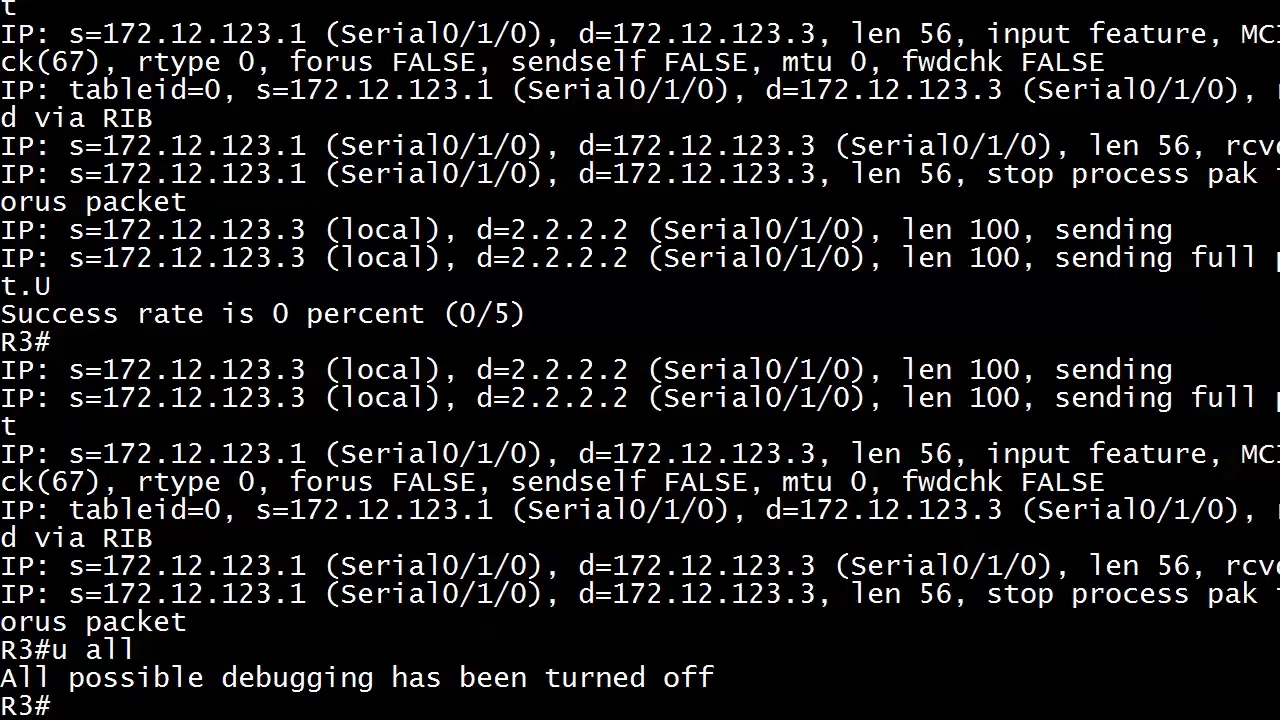 t
IP: s=172.12.123.1 (Serial0/1/0), d=172.12.123.3, len 56, input feature, MCI
ck(67), rtype 0, forus FALSE, sendself FALSE, mtu 0, fwdchk FALSE
IP: tableid=0, s=172.12.123.1 (Serial0/1/0), d=172.12.123.3 (Serial0/1/0),
d via RIB
IP: s=172.12.123.1 (Serial0/1/0), d=172.12.123.3 (Serial0/1/0), len 56, rcv
IP: s=172.12.123.1 (Serial0/1/0), d=172.12.123.3, len 56, stop process pak
orus packet
IP: s=172.12.123.3 (local), d=2.2.2.2 (Serial0/1/0), len 100, sending
IP: s=172.12.123.3 (local), d=2.2.2.2 (Serial0/1/0), len 100, sending full
t.U
Success rate is 0 percent (0/5)
R3#
IP: s=172.12.123.3 (local), d=2.2.2.2 (Serial0/1/0), len 100, sending
IP: s=172.12.123.3 (local), d=2.2.2.2 (Serial0/1/0), len 100, sending full
t
IP: s=172.12.123.1 (Serial0/1/0), d=172.12.123.3, len 56, input feature, MCI
ck(67), rtype 0, forus FALSE, sendself FALSE, mtu 0, fwdchk FALSE
IP: tableid=0, s=172.12.123.1 (Serial0/1/0), d=172.12.123.3 (Serial0/1/0),
d via RIB
IP: s=172.12.123.1 (Serial0/1/0), d=172.12.123.3 (Serial0/1/0), len 56, rcv
IP: s=172.12.123.1 (Serial0/1/0), d=172.12.123.3, len 56, stop process pak
orus packet
R3#u all
All possible debugging has been turned off
R3#